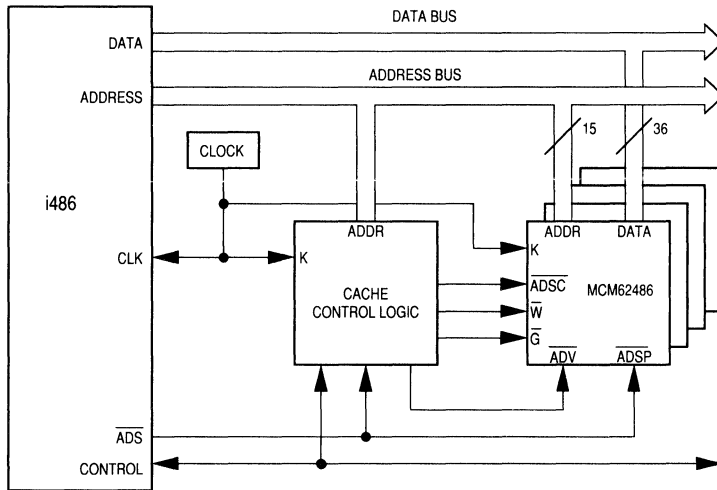 DATA BUS
DATA
ADDRESS BUS
ADDRESS
15
36
CLOCK
i486
ADDR
ADDR
DATA
CLK
K
K
CACHE
CONTROL LOGIC
ADSC
MCM62486
W
G
ADV
ADSP
ADS
CONTROL